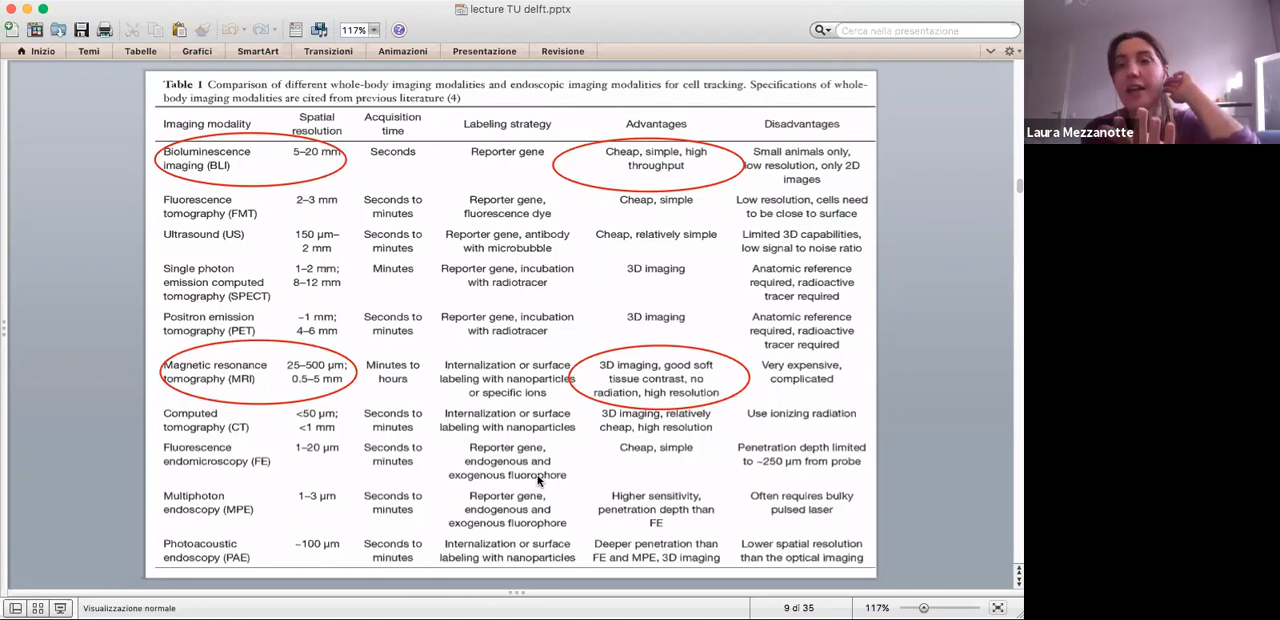 lecture TU delft.pptx
117%
Cerca nella presentazione
Inizio Temi Tabelle Grafici SmartArt Transizioni Animazioni Presentazione Revisione
Laura Mezzanotte
Table 1 Comparison of different whole-body imaging modalities and endoscopic imaging modalities for cell tracking. Specifications of whole-
body imaging modalities are cited from previous literature (4)
Imaging modality Spatial resolution Acquisition time Labeling strategy Advantages Disadvantages
Bioluminescence imaging (BLI) 5–20 mm Seconds Reporter gene Cheap, simple, high throughput Small animals only, low resolution, only 2D images
Fluorescence tomography (FMT) 2–3 mm Seconds to minutes Reporter gene, fluorescence dye Cheap, simple Low resolution, cells need to be close to surface
Ultrasound (US) 150 μm– 2 mm Seconds to minutes Reporter gene, antibody with microbubble Cheap, relatively simple Limited 3D capabilities, low signal to noise ratio
Single photon emission computed tomography (SPECT) 1–2 mm; 8–12 mm Minutes Reporter gene, incubation with radiotracer 3D imaging Anatomic reference required, radioactive tracer required
Positron emission tomography (PET) ~1 mm; 4–6 mm Seconds to minutes Reporter gene, incubation with radiotracer 3D imaging Anatomic reference required, radioactive tracer required
Magnetic resonance tomography (MRI) 25–500 μm; 0.5–5 mm Minutes to hours Internalization or surface labeling with nanoparticles or specific ions 3D imaging, good soft tissue contrast, no radiation, high resolution Very expensive, complicated
Computed tomography (CT) <50 μm; <1 mm Seconds to minutes Internalization or surface labeling with nanoparticles 3D imaging, relatively cheap, high resolution Use ionizing radiation
Fluorescence endomicroscopy (FE) 1–20 μm Seconds to minutes Reporter gene, endogenous and exogenous fluorophore Cheap, simple Penetration depth limited to ~250 μm from probe
Multiphoton endoscopy (MPE) 1–3 μm Seconds to minutes Reporter gene, endogenous and exogenous fluorophore Higher sensitivity, penetration depth than FE Often requires bulky pulsed laser
Photoacoustic endoscopy (PAE) ~100 μm Seconds to minutes Internalization or surface labeling with nanoparticles Deeper penetration than FE and MPE, 3D imaging Lower spatial resolution than the optical imaging
Visualizzazione normale 9 di 35 117%